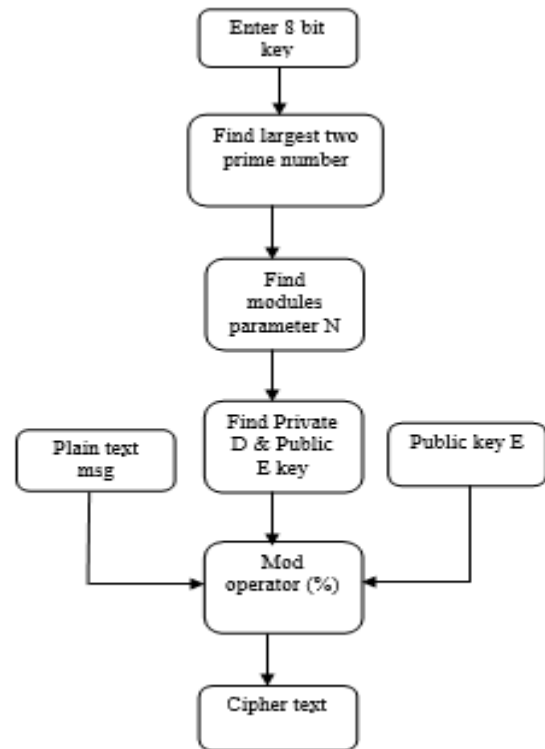 Enter 8 bit
key
Find largest two
prime number
Find
modules
parameter N
Find Private
D & Public
E key
Plain text
msg
Public key E
Mod
operator (%)
Cipher text